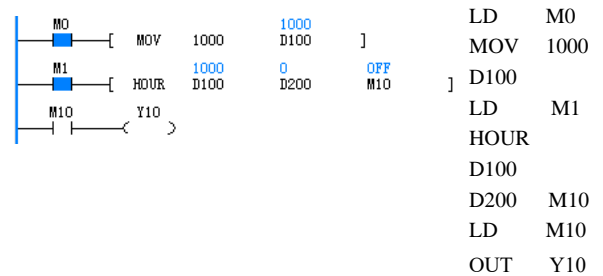 M0 1000
[ MOV 1000 D100 ]
M1 1000 0 OFF
[ HOUR D100 D200 M10 ]
M10 Y10
LD M0
MOV 1000
D100
LD M1
HOUR
D100
D200 M10
LD M10
OUT Y10